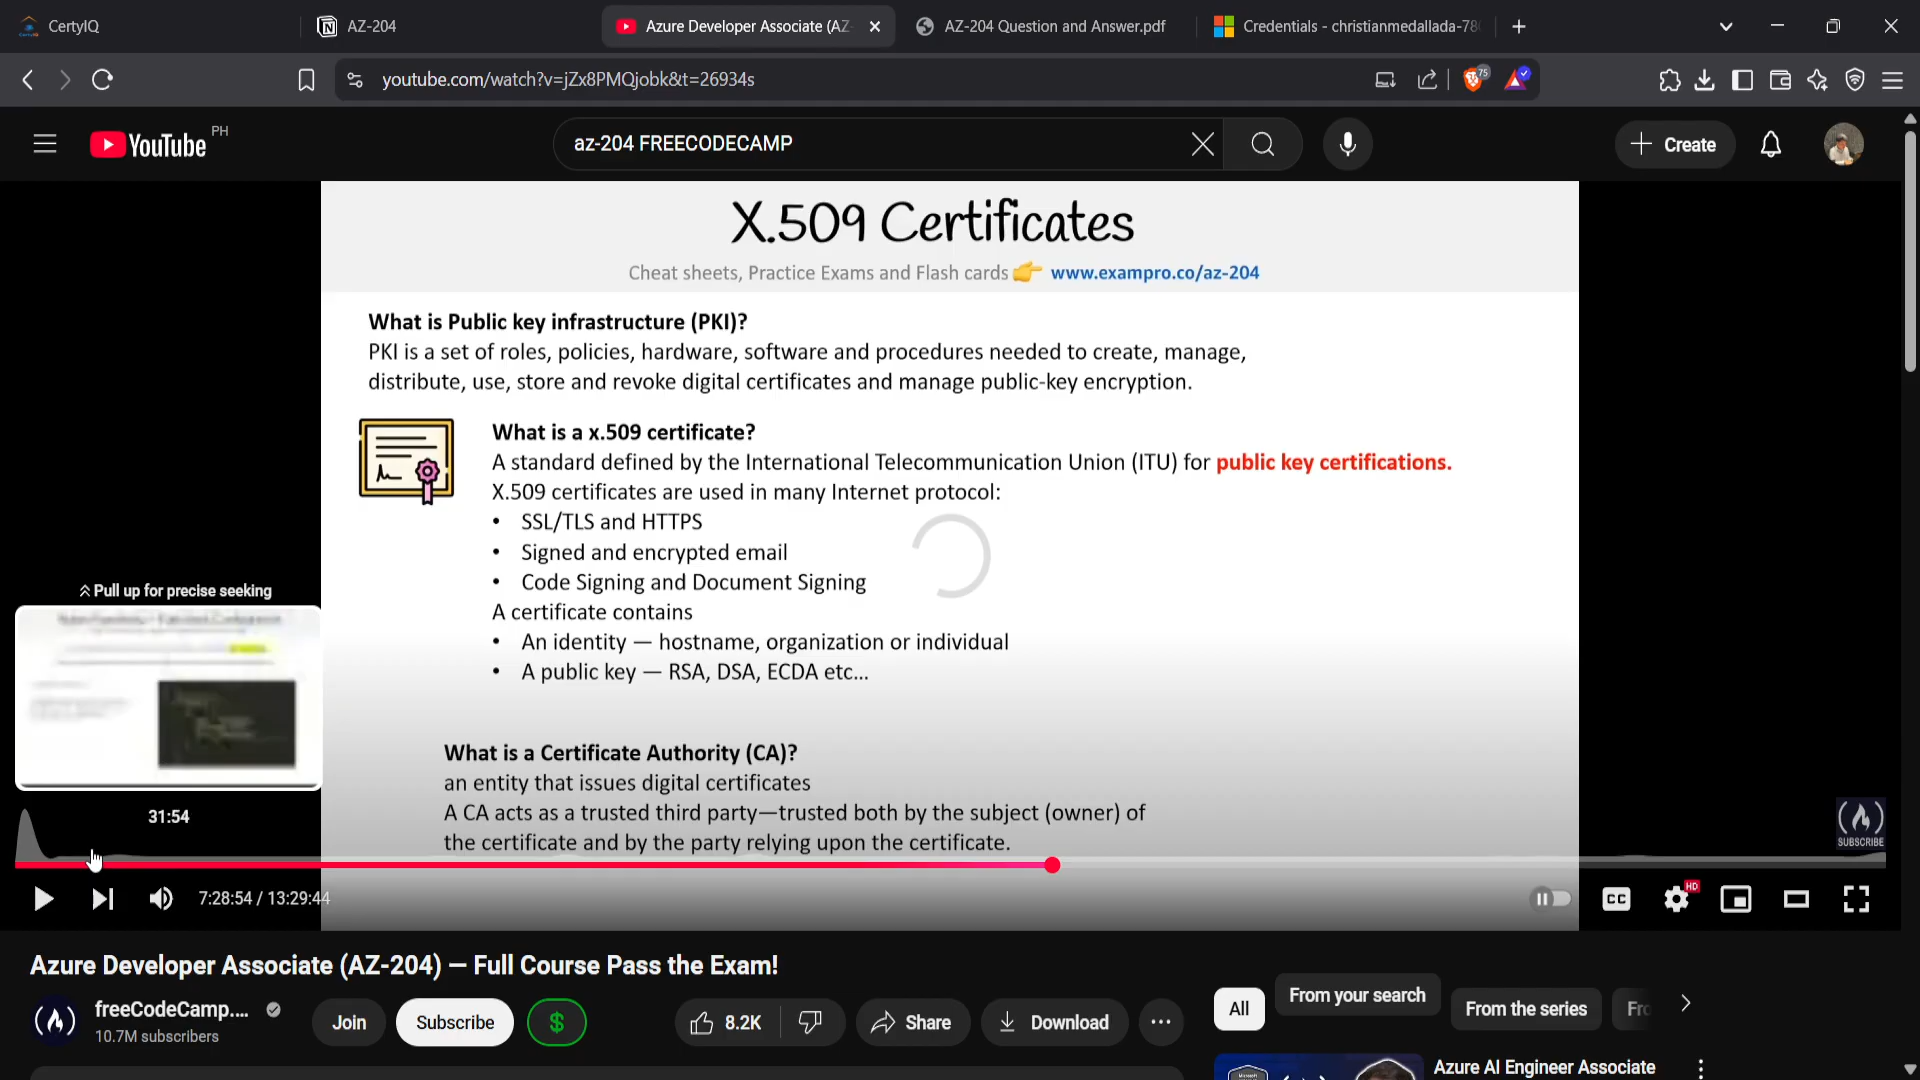 CertyIQ
AZ-204
Azure Developer Associate (AZ-
AZ-204 Question and Answer.pdf
Credentials - christianmedallada-78
youtube.com/watch?v=jZx8PMQjobk&t=26934s
75
YouTube PH
az-204 FREECODECAMP
Create
X.509 Certificates
Cheat sheets, Practice Exams and Flash cards 👉 www.exampro.co/az-204
What is Public key infrastructure (PKI)?
PKI is a set of roles, policies, hardware, software and procedures needed to create, manage,
distribute, use, store and revoke digital certificates and manage public-key encryption.
What is a x.509 certificate?
A standard defined by the International Telecommunication Union (ITU) for public key certifications.
X.509 certificates are used in many Internet protocol:
• SSL/TLS and HTTPS
• Signed and encrypted email
• Code Signing and Document Signing
A certificate contains
• An identity — hostname, organization or individual
• A public key — RSA, DSA, ECDA etc...
What is a Certificate Authority (CA)?
an entity that issues digital certificates
A CA acts as a trusted third party—trusted both by the subject (owner) of
the certificate and by the party relying upon the certificate.
Pull up for precise seeking
31:54
SUBSCRIBE
7:28:54 / 13:29:44
CC
HD
Azure Developer Associate (AZ-204) – Full Course Pass the Exam!
freeCodeCamp....
10.7M subscribers
Join
Subscribe
$
8.2K
Share
Download
All
From your search
From the series
Fro
Azure AI Engineer Associate